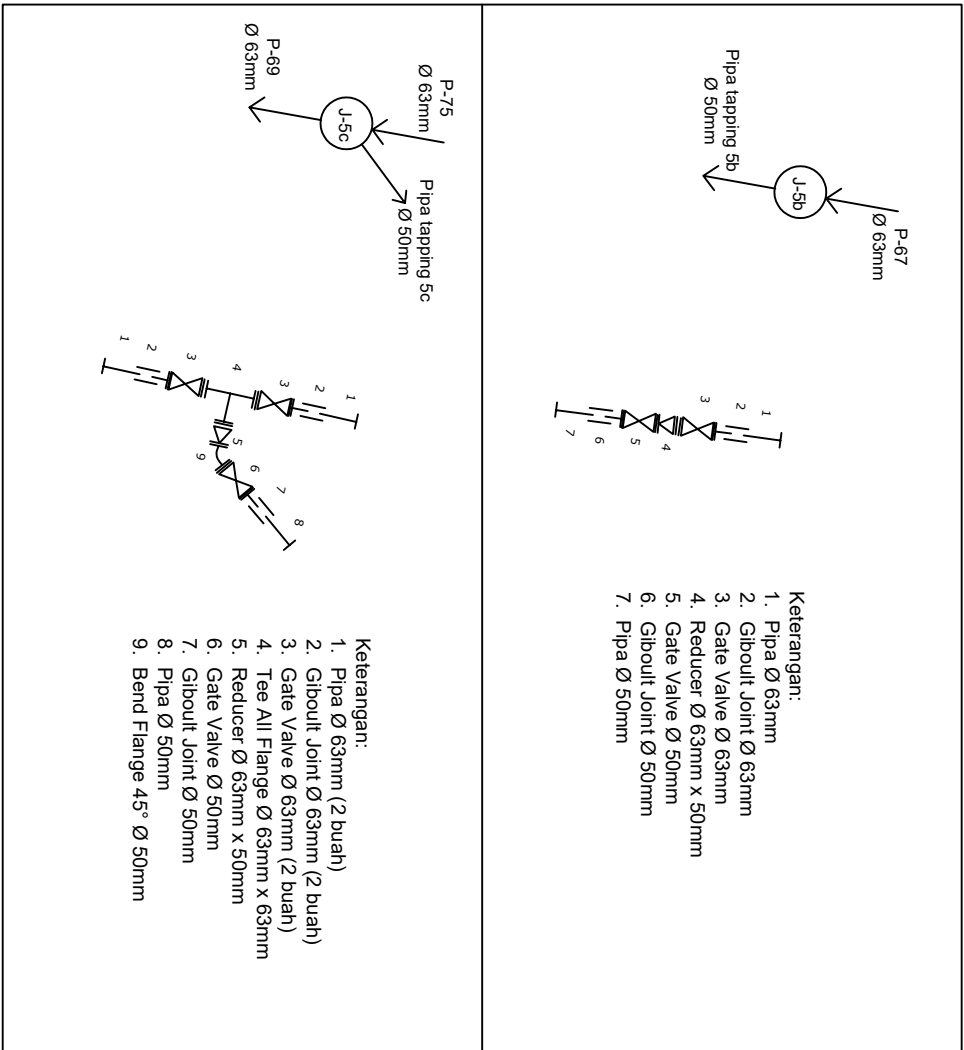 P-67
Ø 63mm
J-5b
Pipa tapping 5b
Ø 50mm
1
2
3
4
5
6
7
Keterangan:
1. Pipa Ø 63mm
2. Giboult Joint Ø 63mm
3. Gate Valve Ø 63mm
4. Reducer Ø 63mm x 50mm
5. Gate Valve Ø 50mm
6. Giboult Joint Ø 50mm
7. Pipa Ø 50mm
P-75
Ø 63mm
J-5c
P-69
Ø 63mm
Pipa tapping 5c
Ø 50mm
1
2
3
4
3
2
1
5
9
6
7
8
Keterangan:
1. Pipa Ø 63mm (2 buah)
2. Giboult Joint Ø 63mm (2 buah)
3. Gate Valve Ø 63mm (2 buah)
4. Tee All Flange Ø 63mm x 63mm
5. Reducer Ø 63mm x 50mm
6. Gate Valve Ø 50mm
7. Giboult Joint Ø 50mm
8. Pipa Ø 50mm
9. Bend Flange 45° Ø 50mm